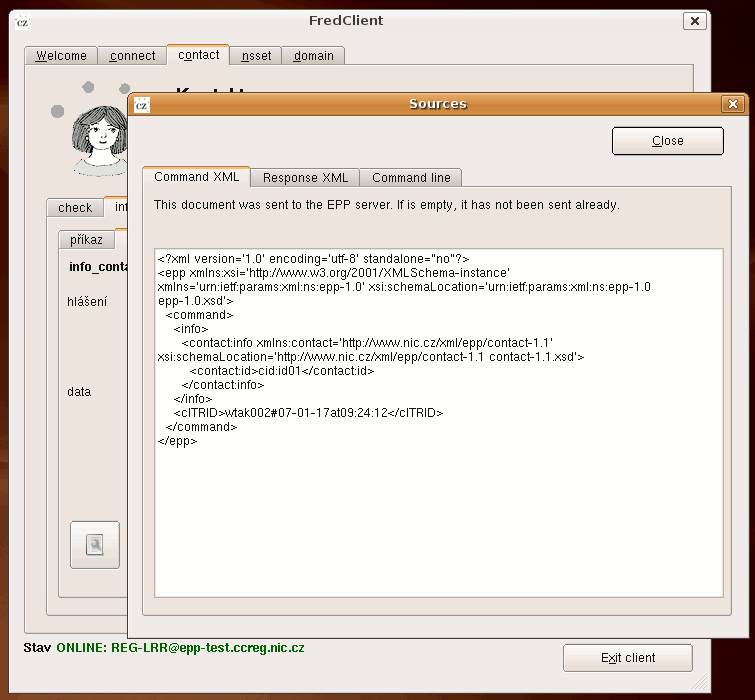 cz
FredClient
Welcome connect contact nsset domain
cz
Sources
Close
Command XML Response XML Command line
This document was sent to the EPP server. If is empty, it has not been sent already.
<?xml version='1.0' encoding='utf-8' standalone="no"?>
<epp xmlns:xsi='http://www.w3.org/2001/XMLSchema-instance'
xmlns='urn:ietf:params:xml:ns:epp-1.0' xsi:schemaLocation='urn:ietf:params:xml:ns:epp-1.0
epp-1.0.xsd'>
<command>
<info>
<contact:info xmlns:contact='http://www.nic.cz/xml/epp/contact-1.1'
xsi:schemaLocation='http://www.nic.cz/xml/epp/contact-1.1 contact-1.1.xsd'>
<contact:id>cid:id01</contact:id>
</contact:info>
</info>
<clTRID>wtak002#07-01-17at09:24:12</clTRID>
</command>
</epp>
check
příkaz
hlášení
data
Stav ONLINE: REG-LRR@epp-test.ccreg.nic.cz
Exit client